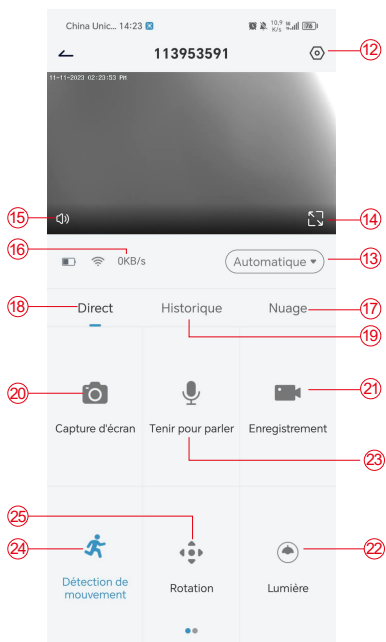 China Unic... 14:23
10,9 K/s 76
113953591
12
11-11-2023 02:23:53 PM
15
14
16
0KB/s
Automatique
13
18
Direct
Historique
Nuage
17
19
20
21
Capture d'écran
Tenir pour parler
Enregistrement
23
25
24
22
Détection de
mouvement
Rotation
Lumière